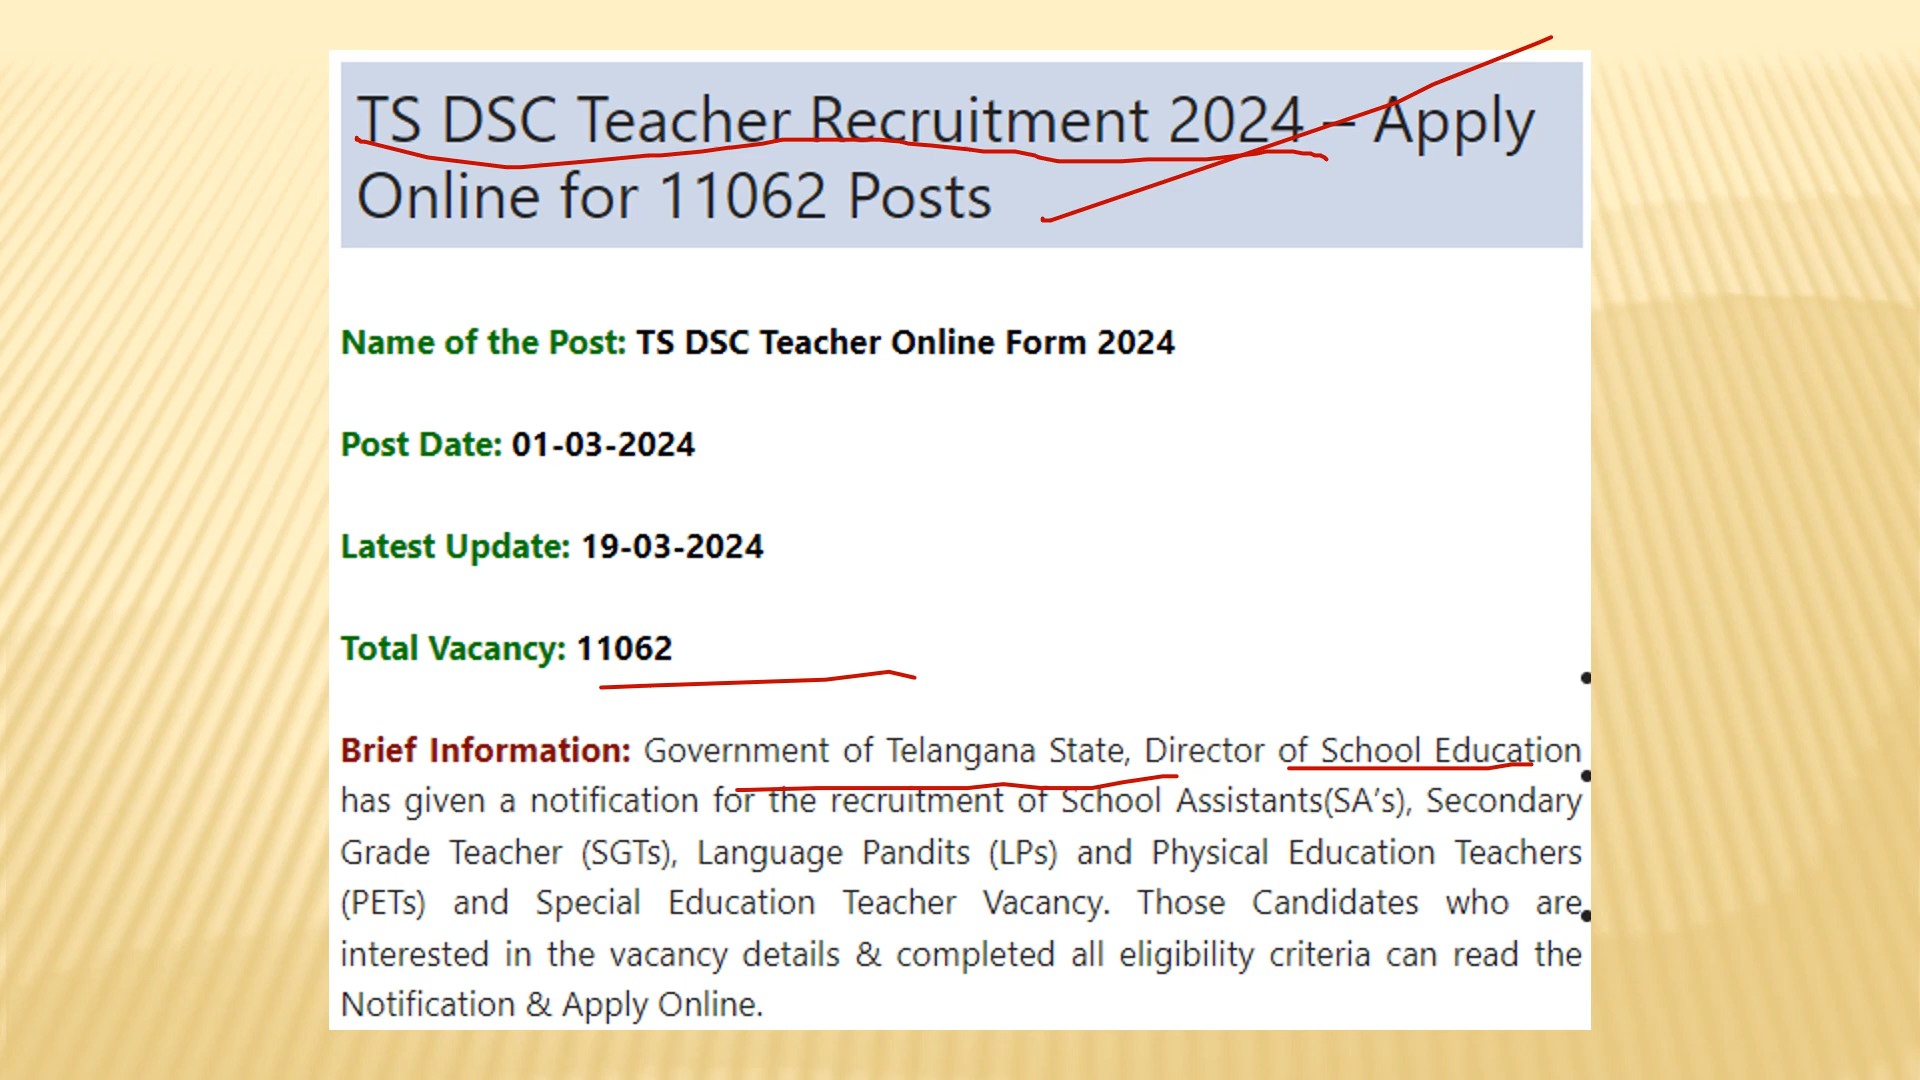 TS DSC Teacher Recruitment 2024 – Apply
Online for 11062 Posts
Name of the Post: TS DSC Teacher Online Form 2024
Post Date: 01-03-2024
Latest Update: 19-03-2024
Total Vacancy: 11062
Brief Information: Government of Telangana State, Director of School Education
has given a notification for the recruitment of School Assistants(SA’s), Secondary
Grade Teacher (SGTs), Language Pandits (LPs) and Physical Education Teachers
(PETs) and Special Education Teacher Vacancy. Those Candidates who are
interested in the vacancy details & completed all eligibility criteria can read the
Notification & Apply Online.